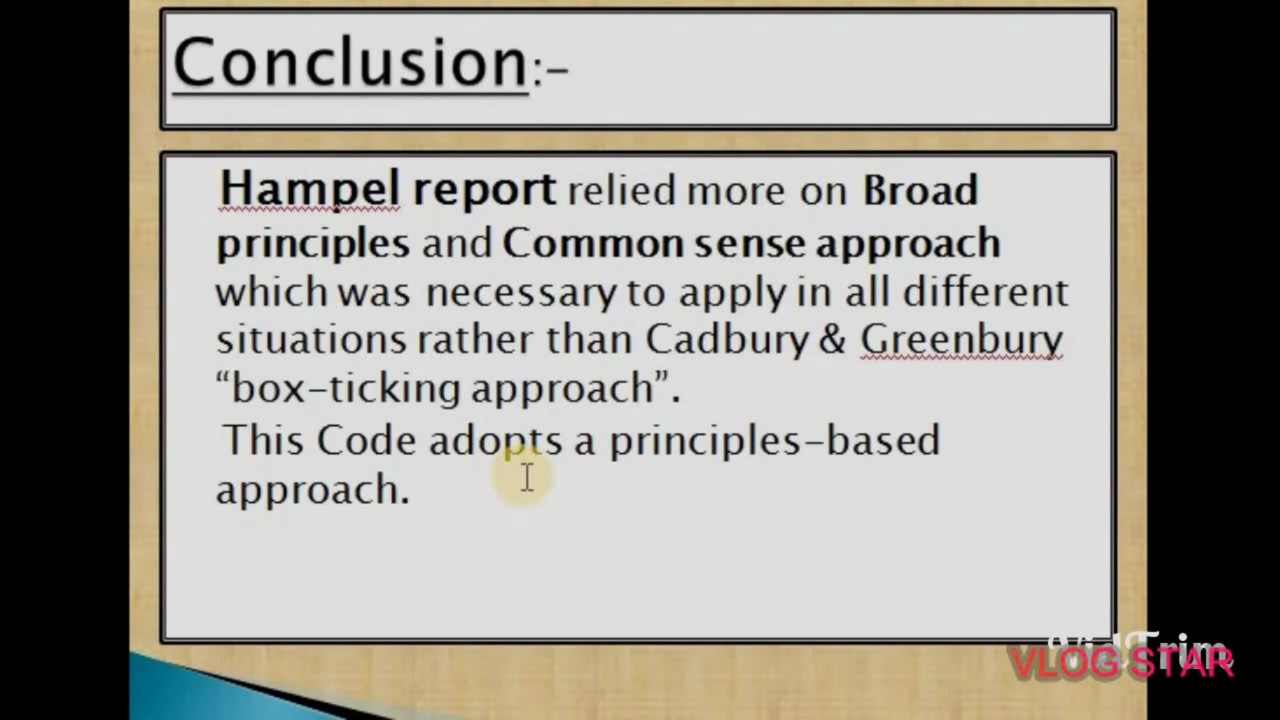 Conclusion:-
Hampel report relied more on Broad
principles and Common sense approach
which was necessary to apply in all different
situations rather than Cadbury & Greenbury
“box-ticking approach”.
This Code adopts a principles-based
approach.
VidTrim
VLOG STAR